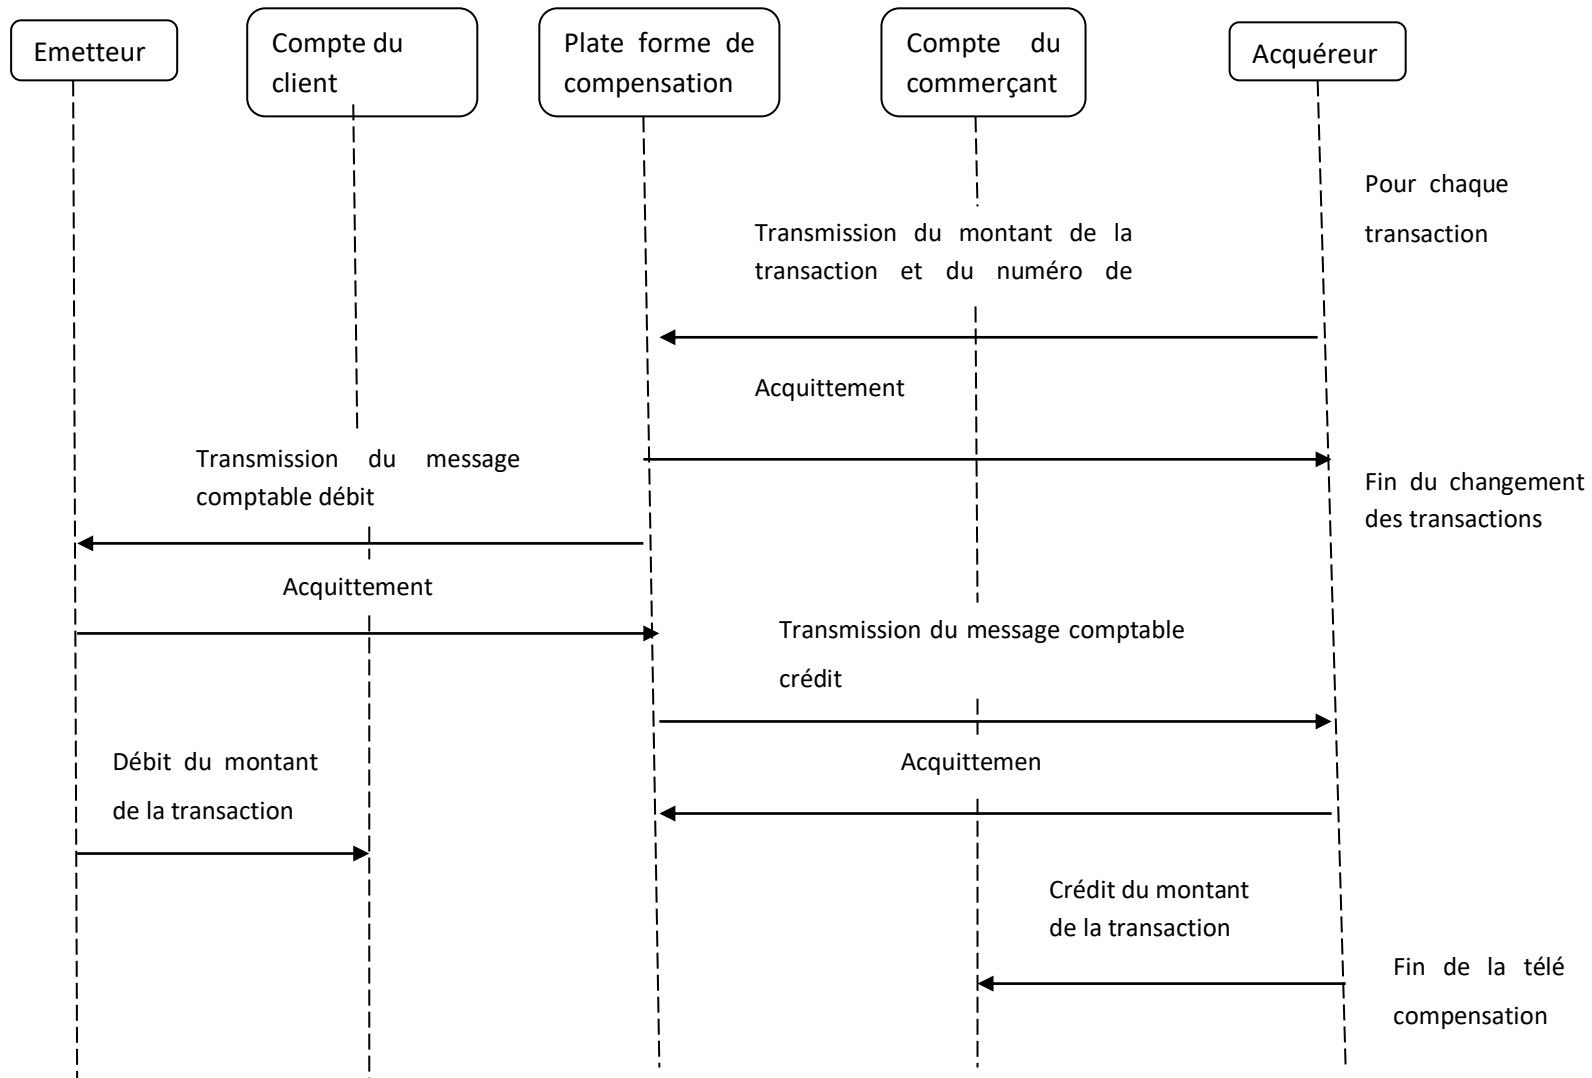 Emetteur
Compte du
client
Plate forme de
compensation
Compte du
commerçant
Acquéreur
Pour chaque
transaction
Transmission du montant de la
transaction et du numéro de
Acquittement
Transmission du message
comptable débit
Fin du changement
des transactions
Acquittement
Transmission du message comptable
crédit
Débit du montant
de la transaction
Acquittemen
Crédit du montant
de la transaction
Fin de la télé
compensation